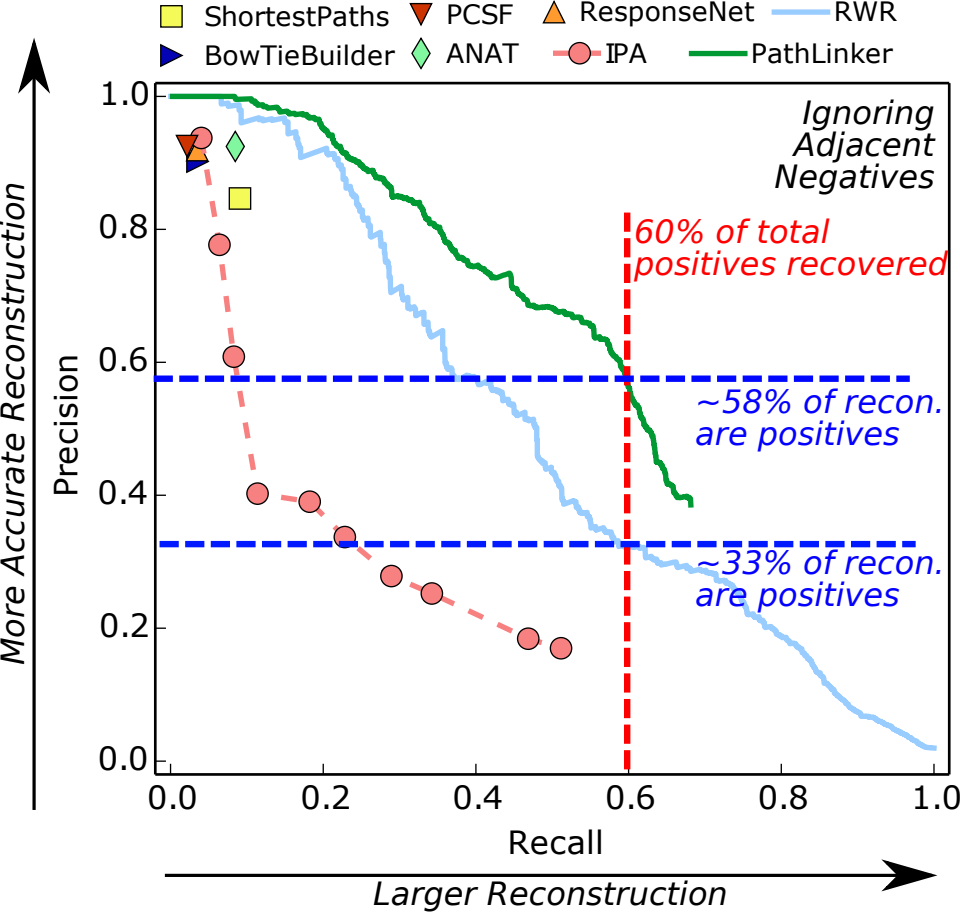 ShortestPaths PCSF ResponseNet RWR
BowTieBuilder ANAT IPA PathLinker
More Accurate Reconstruction
Precision
1.0
0.8
0.6
0.4
0.2
0.0
Ignoring
Adjacent
Negatives
60% of total
positives recovered
~58% of recon.
are positives
~33% of recon.
are positives
0.0 0.2 0.4 0.6 0.8 1.0
Recall
Larger Reconstruction